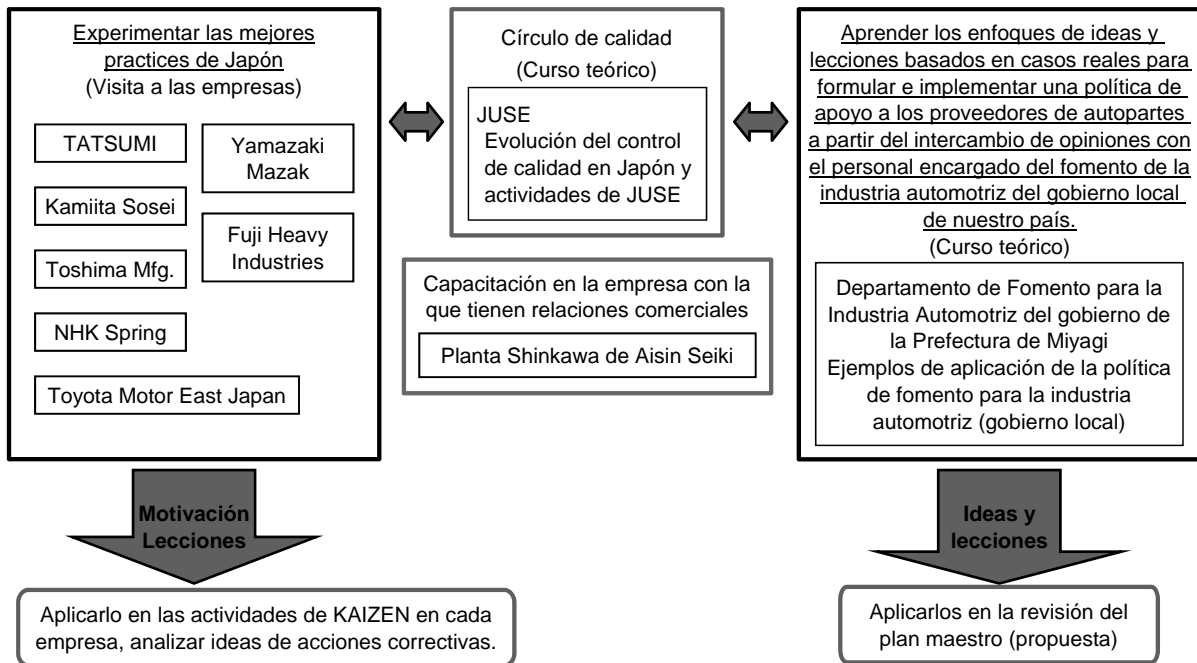 Experimentar las mejores
practices de Japón
(Visita a las empresas)
TATSUMI
Yamazaki
Mazak
Kamiita Sosei
Fuji Heavy
Industries
Toshima Mfg.
NHK Spring
Toyota Motor East Japan
Círculo de calidad
(Curso teórico)
JUSE
Evolución del control
de calidad en Japón y
actividades de JUSE
Capacitación en la empresa con la
que tienen relaciones comerciales
Planta Shinkawa de Aisin Seiki
Aprender los enfoques de ideas y
lecciones basados en casos reales para
formular e implementar una política de
apoyo a los proveedores de autopartes
a partir del intercambio de opiniones con
el personal encargado del fomento de la
industria automotriz del gobierno local
de nuestro país.
(Curso teórico)
Departamento de Fomento para la
Industria Automotriz del gobierno de
la Prefectura de Miyagi
Ejemplos de aplicación de la política
de fomento para la industria
automotriz (gobierno local)
Motivación
Lecciones
Ideas y
lecciones
Aplicarlo en las actividades de KAIZEN en cada
empresa, analizar ideas de acciones correctivas.
Aplicarlos en la revisión del
plan maestro (propuesta)